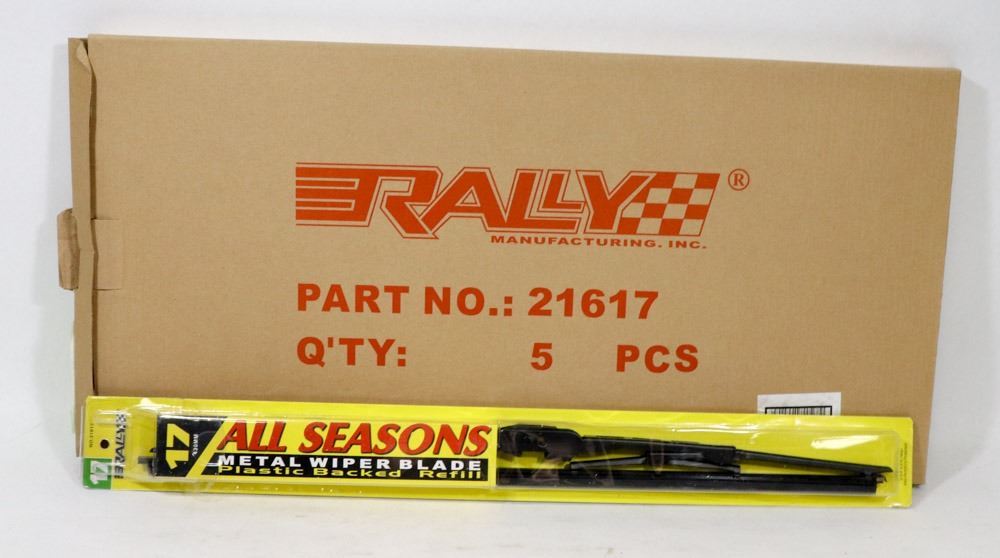 RALLY®
MANUFACTURING. INC.
PART NO.: 21617
Q'TY: 5 PCS
17
ALL SEASONS
METAL WIPER BLADE
Plastic Backed Refill
17
RALLY